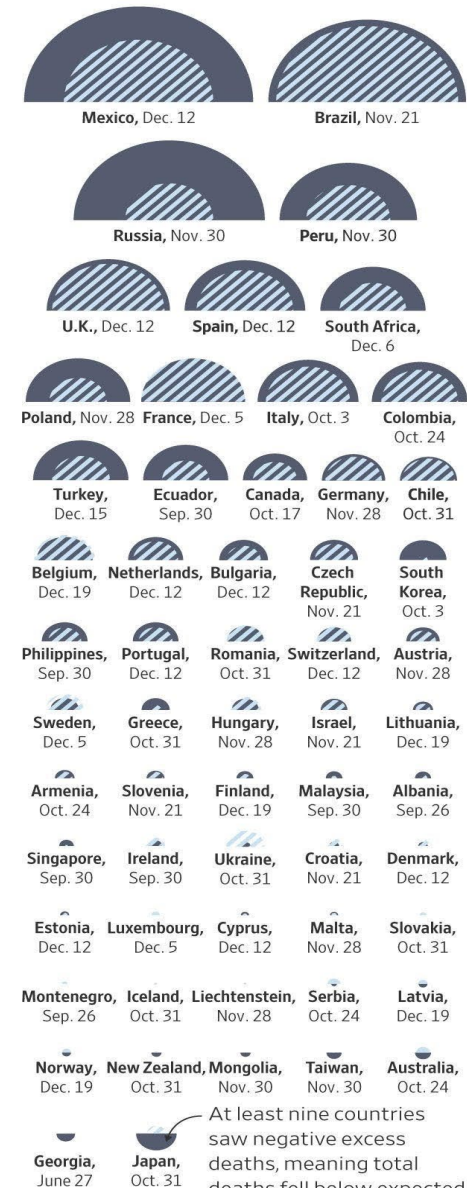 Mexico, Dec. 12
Brazil, Nov. 21
Russia, Nov. 30
Peru, Nov. 30
U.K., Dec. 12
Spain, Dec. 12
South Africa,
Dec. 6
Poland, Nov. 28
France, Dec. 5
Italy, Oct. 3
Colombia,
Oct. 24
Turkey,
Dec. 15
Ecuador,
Sep. 30
Canada,
Oct. 17
Germany,
Nov. 28
Chile,
Oct. 31
Belgium,
Dec. 19
Netherlands,
Dec. 12
Bulgaria,
Dec. 12
Czech
Republic,
Nov. 21
South
Korea,
Oct. 3
Philippines,
Sep. 30
Portugal,
Dec. 12
Romania,
Oct. 31
Switzerland,
Dec. 12
Austria,
Nov. 28
Sweden,
Dec. 5
Greece,
Oct. 31
Hungary,
Nov. 28
Israel,
Nov. 21
Lithuania,
Dec. 19
Armenia,
Oct. 24
Slovenia,
Nov. 21
Finland,
Dec. 19
Malaysia,
Sep. 30
Albania,
Sep. 26
Singapore,
Sep. 30
Ireland,
Sep. 30
Ukraine,
Oct. 31
Croatia,
Nov. 21
Denmark,
Dec. 12
Estonia,
Dec. 12
Luxembourg,
Dec. 5
Cyprus,
Dec. 12
Malta,
Nov. 28
Slovakia,
Oct. 31
Montenegro,
Sep. 26
Iceland,
Oct. 31
Liechtenstein,
Nov. 28
Serbia,
Oct. 24
Latvia,
Dec. 19
Norway,
Dec. 19
New Zealand,
Oct. 31
Mongolia,
Nov. 30
Taiwan,
Nov. 30
Australia,
Oct. 24
Georgia,
June 27
Japan,
Oct. 31
At least nine countries
saw negative excess
deaths, meaning total
deaths fell below expected